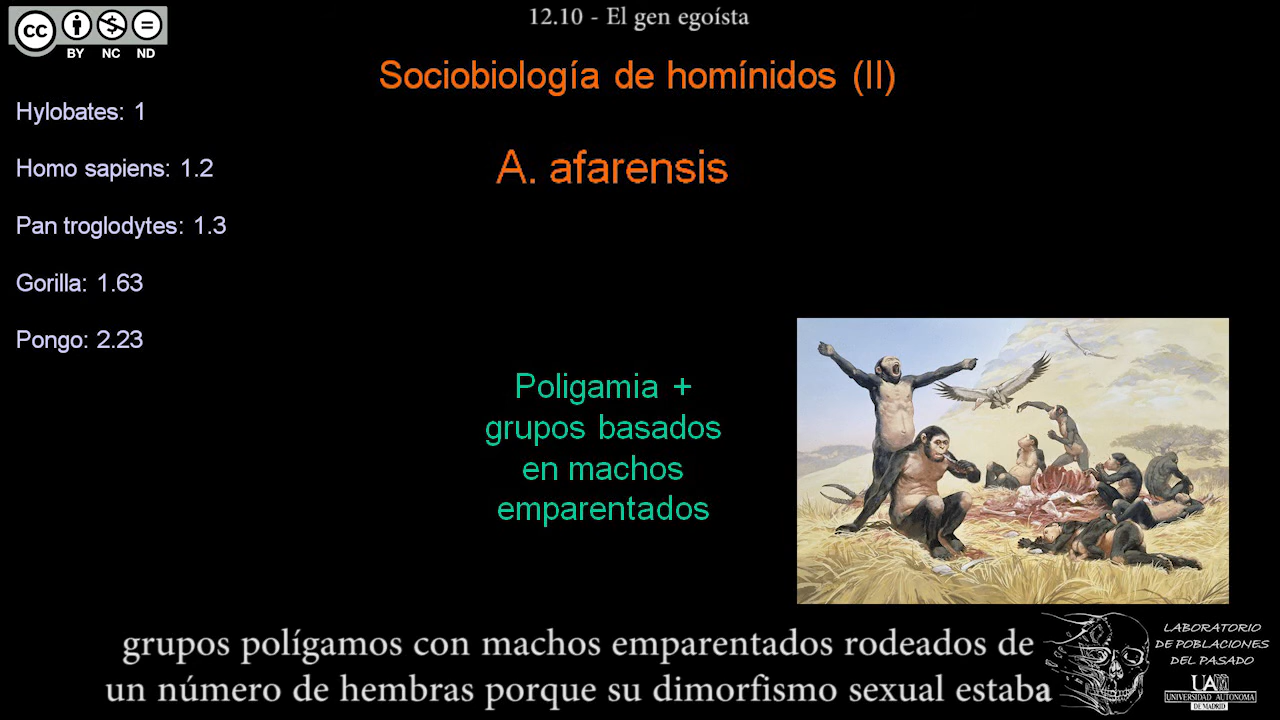 12.10 - El gen egoísta
cc
BY NC ND
Sociobiología de homínidos (II)
Hylobates: 1
A. afarensis
Homo sapiens: 1.2
Pan troglodytes: 1.3
Gorilla: 1.63
Pongo: 2.23
Poligamia +
grupos basados
en machos
emparentados
grupos polígamos con machos emparentados rodeados de
un número de hembras porque su dimorfismo sexual estaba
LABORATORIO
DE POBLACIONES
DEL PASADO
UAM
UNIVERSIDAD AUTONOMA
DE MADRID